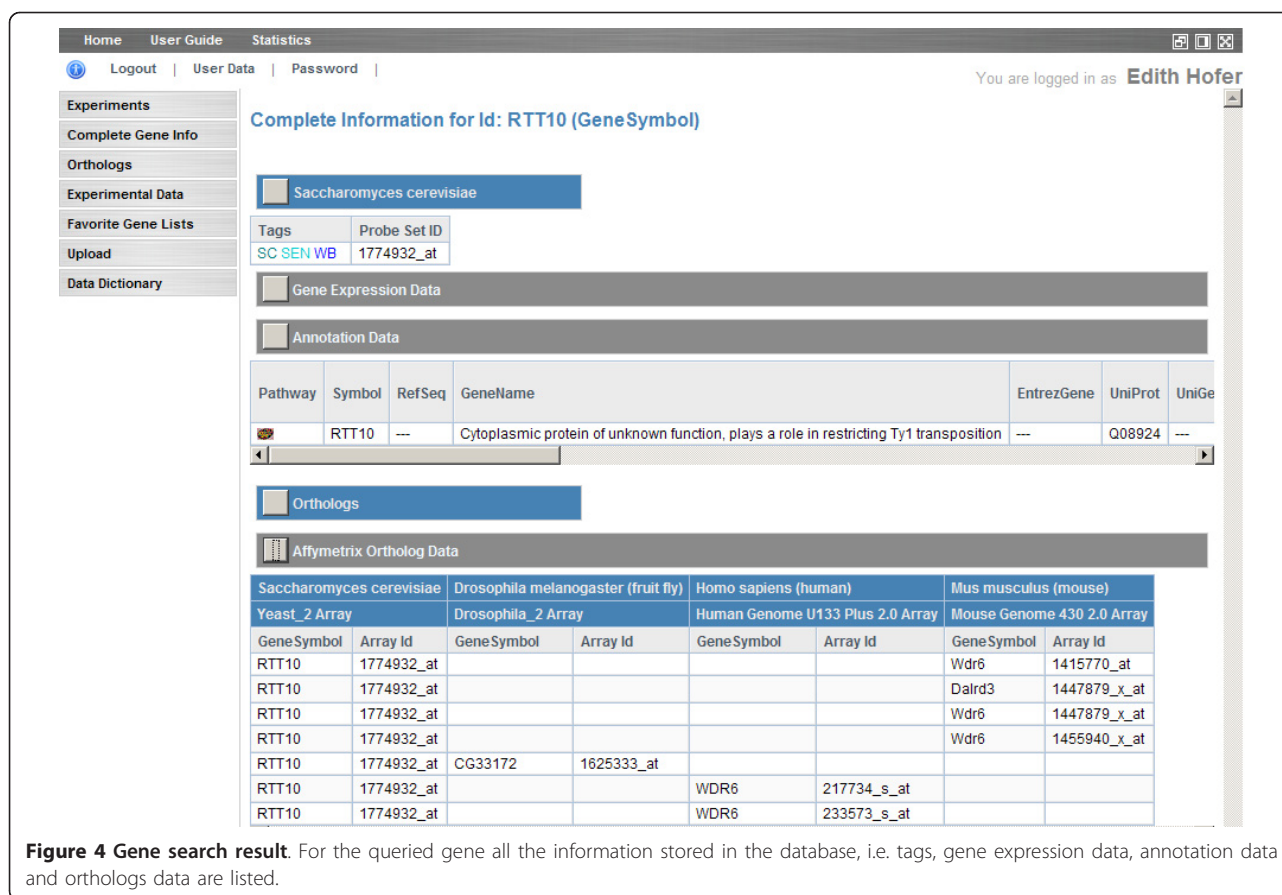 Home User Guide Statistics
Logout | User Data | Password |
You are logged in as Edith Hofer
Experiments
Complete Gene Info
Orthologs
Experimental Data
Favorite Gene Lists
Upload
Data Dictionary
Complete Information for Id: RTT10 (GeneSymbol)
Saccharomyces cerevisiae
Tags Probe Set ID
SC SEN WB 1774932_at
Gene Expression Data
Annotation Data
Pathway Symbol RefSeq GeneName EntrezGene UniProt UniGe
RTT10 --- Cytoplasmic protein of unknown function, plays a role in restricting Ty1 transposition --- Q08924 ---
Orthologs
Affymetrix Ortholog Data
Saccharomyces cerevisiae Drosophila melanogaster (fruit fly) Homo sapiens (human) Mus musculus (mouse)
Yeast_2 Array Drosophila_2 Array Human Genome U133 Plus 2.0 Array Mouse Genome 430 2.0 Array
GeneSymbol Array Id GeneSymbol Array Id GeneSymbol Array Id GeneSymbol Array Id
RTT10 1774932_at Wdr6 1415770_at
RTT10 1774932_at Dalrd3 1447879_x_at
RTT10 1774932_at Wdr6 1447879_x_at
RTT10 1774932_at Wdr6 1455940_x_at
RTT10 1774932_at CG33172 1625333_at
RTT10 1774932_at WDR6 217734_s_at
RTT10 1774932_at WDR6 233573_s_at
Figure 4 Gene search result. For the queried gene all the information stored in the database, i.e. tags, gene expression data, annotation data
and orthologs data are listed.